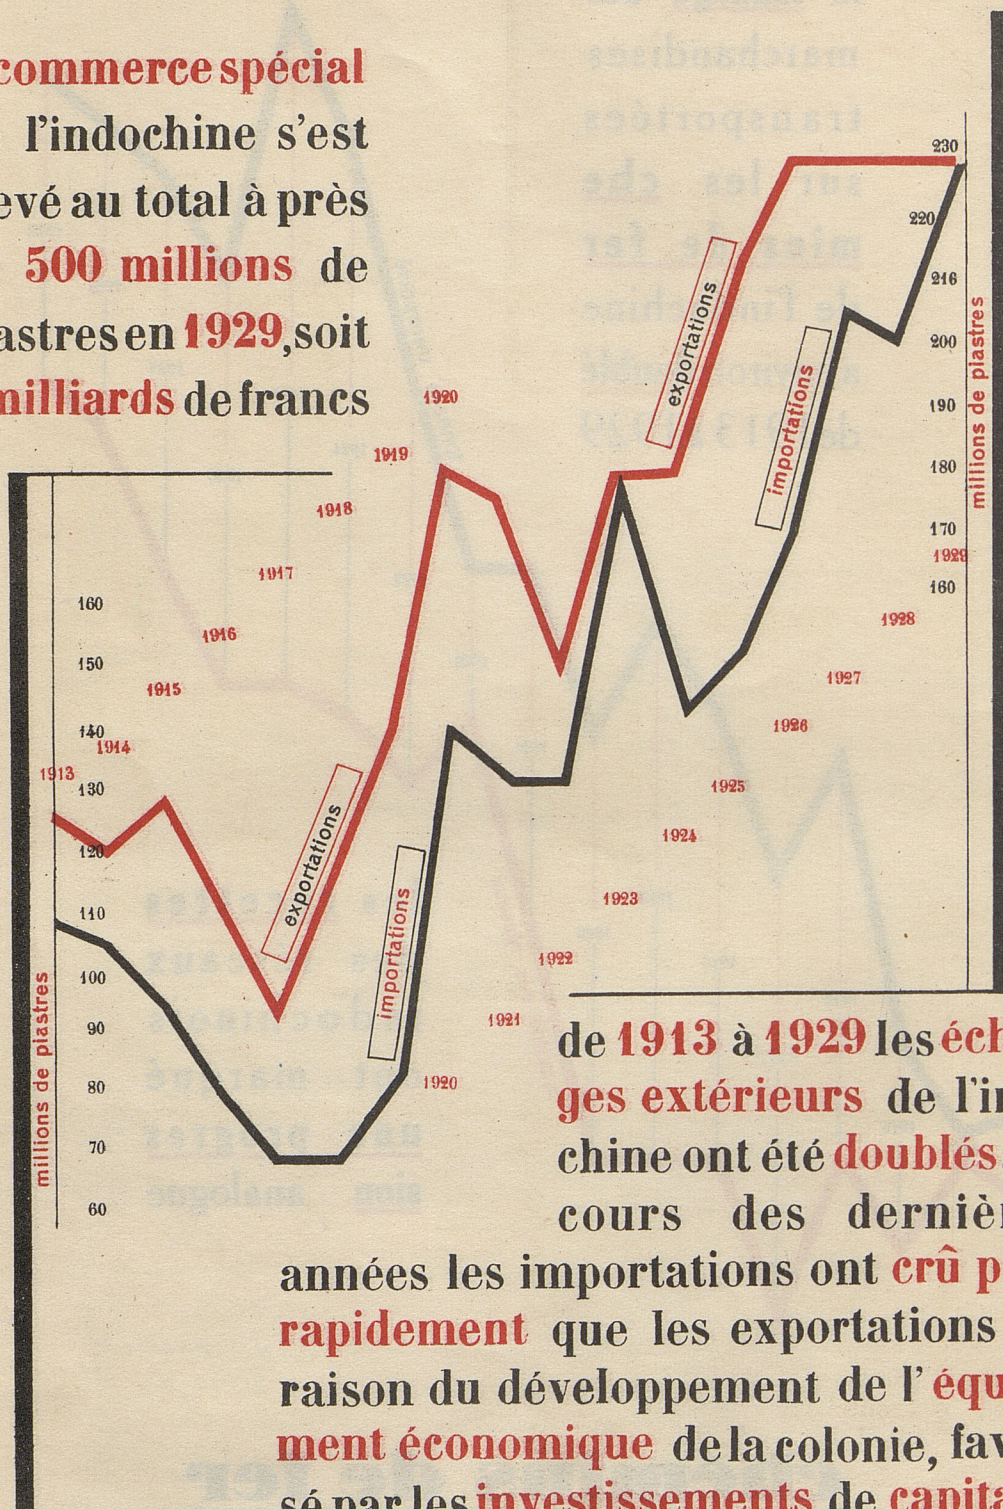 commerce spécial
l'indochine s'est
evé au total à près
500 millions de
astres en 1929, soit
milliards de francs
230
220
216
200
190
180
170
1929
160
millions de piastres
exportations
importations
1920
1919
1918
1917
1916
1915
1914
1913
160
150
140
130
120
110
100
90
80
70
60
millions de piastres
exportations
importations
1928
1927
1926
1925
1924
1923
1922
1921
1920
de 1913 à 1929 les éch
ges extérieurs de l'in
chine ont été doublés
cours des derniè
années les importations ont crû p
rapidement que les exportations
raison du développement de l'équ
ment économique de la colonie, fav
sé par les investissements de capita